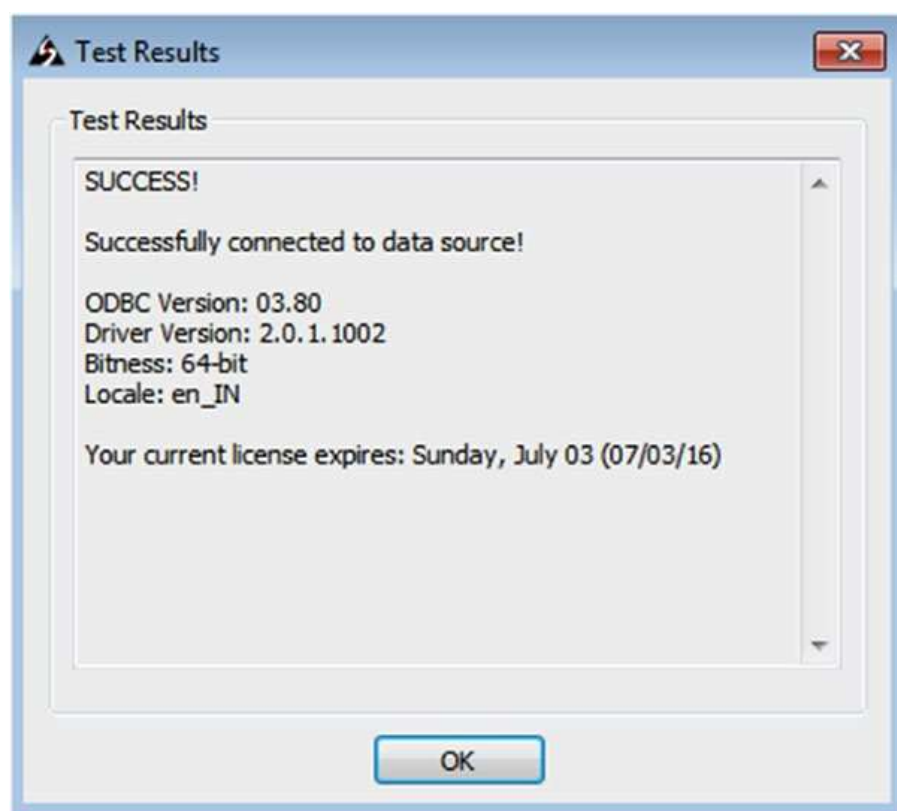 Test Results
Test Results
SUCCESS!
Successfully connected to data source!
ODBC Version: 03.80
Driver Version: 2.0.1.1002
Bitness: 64-bit
Locale: en_IN
Your current license expires: Sunday, July 03 (07/03/16)
OK